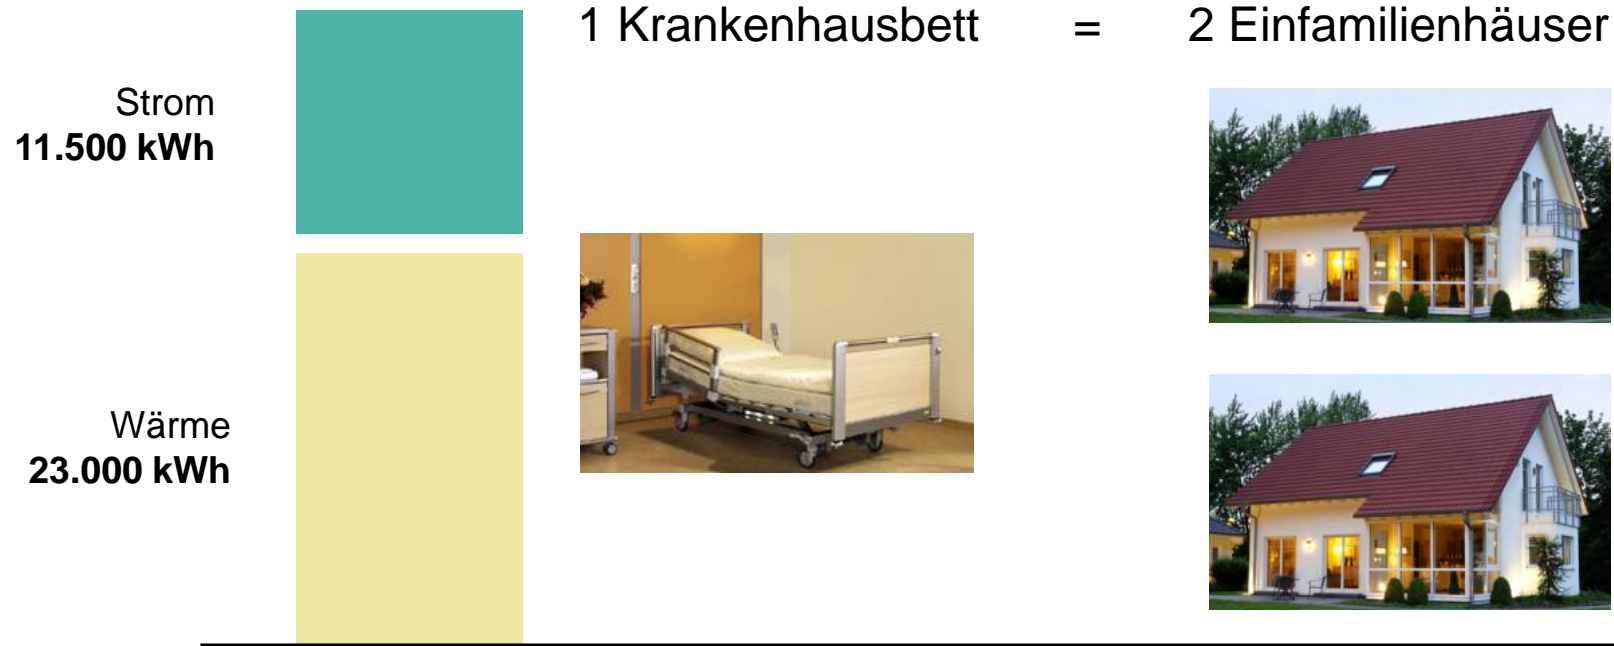 1 Krankenhausbett = 2 Einfamilienhäuser
Strom
11.500 kWh
Wärme
23.000 kWh